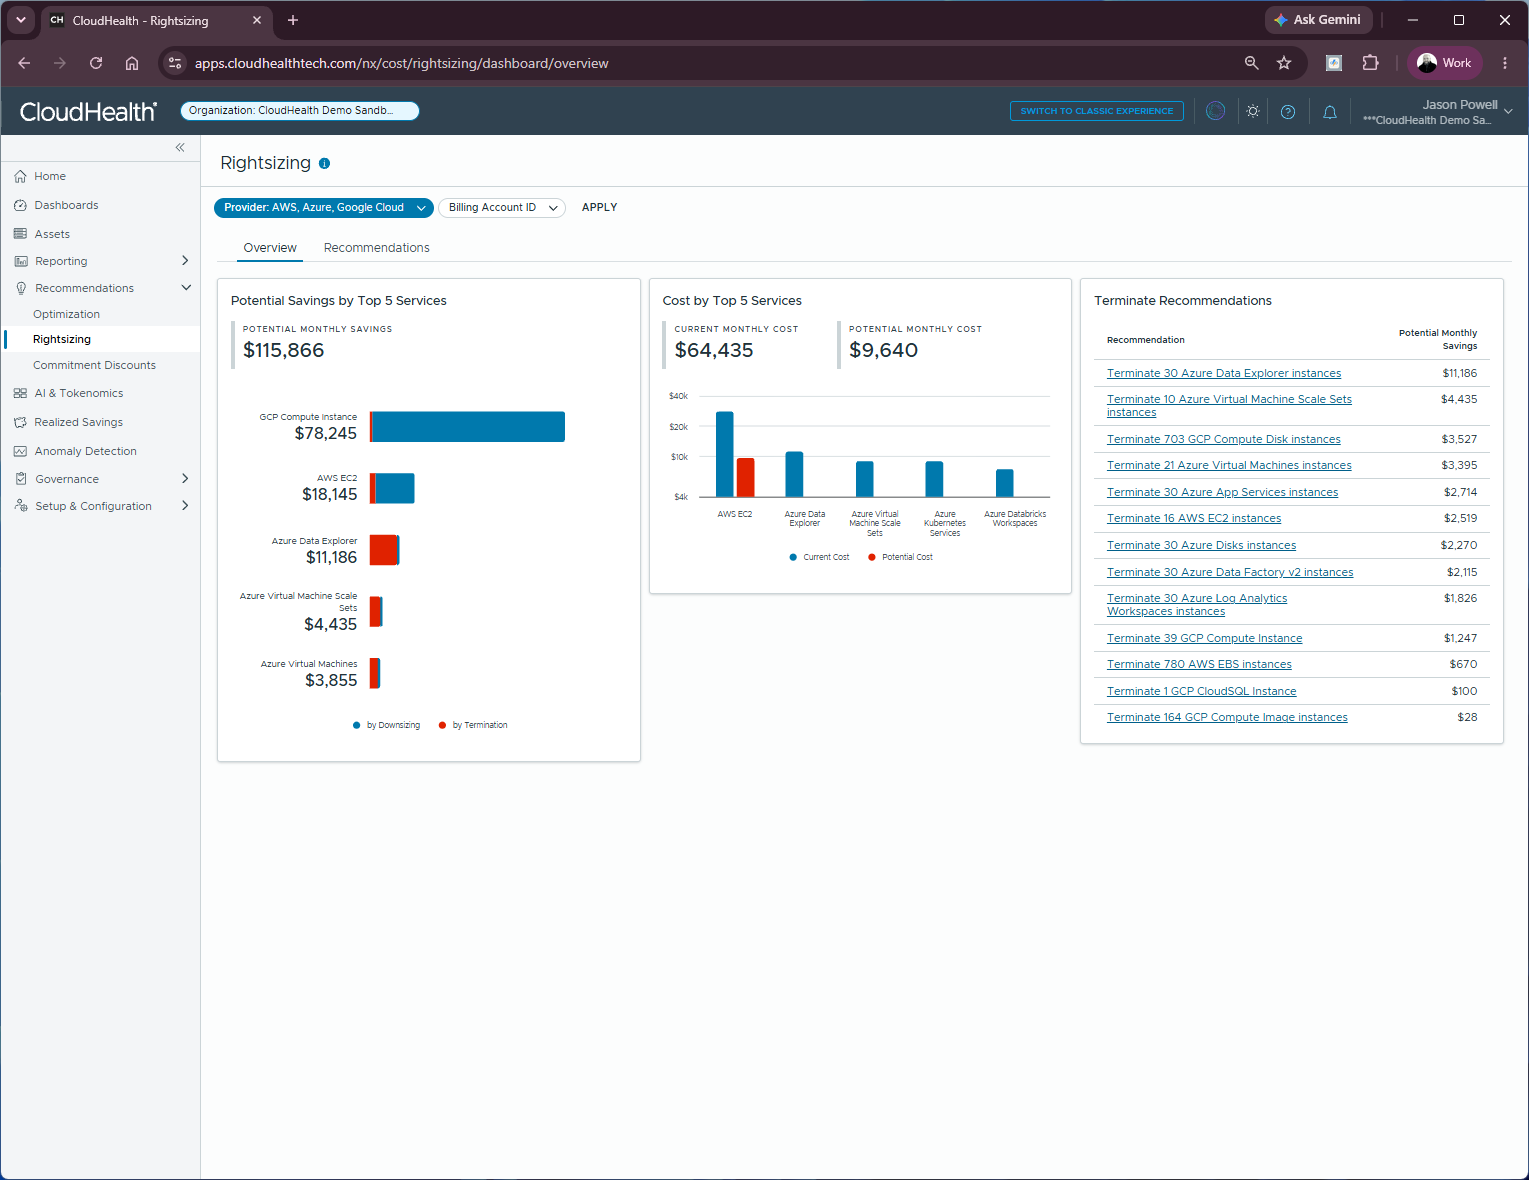 CH CloudHealth - Rightsizing
Ask Gemini
apps.cloudhealthtech.com/nx/cost/rightsizing/dashboard/overview
Work
CloudHealth
Organization: CloudHealth Demo Sandb...
SWITCH TO CLASSIC EXPERIENCE
Jason Powell
***CloudHealth Demo Sa...
Home
Dashboards
Assets
Reporting
Recommendations
Optimization
Rightsizing
Commitment Discounts
AI & Tokenomics
Realized Savings
Anomaly Detection
Governance
Setup & Configuration
Rightsizing
Provider: AWS, Azure, Google Cloud
Billing Account ID
APPLY
Overview
Recommendations
Potential Savings by Top 5 Services
POTENTIAL MONTHLY SAVINGS
$115,866
GCP Compute Instance
$78,245
AWS EC2
$18,145
Azure Data Explorer
$11,186
Azure Virtual Machine Scale
Sets
$4,435
Azure Virtual Machines
$3,855
by Downsizing
by Termination
Cost by Top 5 Services
CURRENT MONTHLY COST
$64,435
POTENTIAL MONTHLY COST
$9,640
$40k
$20k
$10k
$4k
AWS EC2
Azure Data
Explorer
Azure Virtual
Machine Scale
Sets
Azure
Kubernetes
Services
Azure Databricks
Workspaces
Current Cost
Potential Cost
Terminate Recommendations
Recommendation
Potential Monthly
Savings
Terminate 30 Azure Data Explorer instances $11,186
Terminate 10 Azure Virtual Machine Scale Sets $4,435
instances
Terminate 703 GCP Compute Disk instances $3,527
Terminate 21 Azure Virtual Machines instances $3,395
Terminate 30 Azure App Services instances $2,714
Terminate 16 AWS EC2 instances $2,519
Terminate 30 Azure Disks instances $2,270
Terminate 30 Azure Data Factory v2 instances $2,115
Terminate 30 Azure Log Analytics $1,826
Workspaces instances
Terminate 39 GCP Compute Instance $1,247
Terminate 780 AWS EBS instances $670
Terminate 1 GCP CloudSQL Instance $100
Terminate 164 GCP Compute Image instances $28